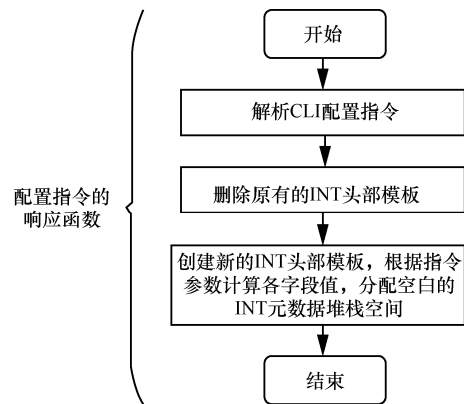 开始
解析CLI配置指令
删除原有的INT头部模板
配置指令的
响应函数
创建新的INT头部模板，根据指令
参数计算各字段值，分配空白的
INT元数据堆栈空间
结束